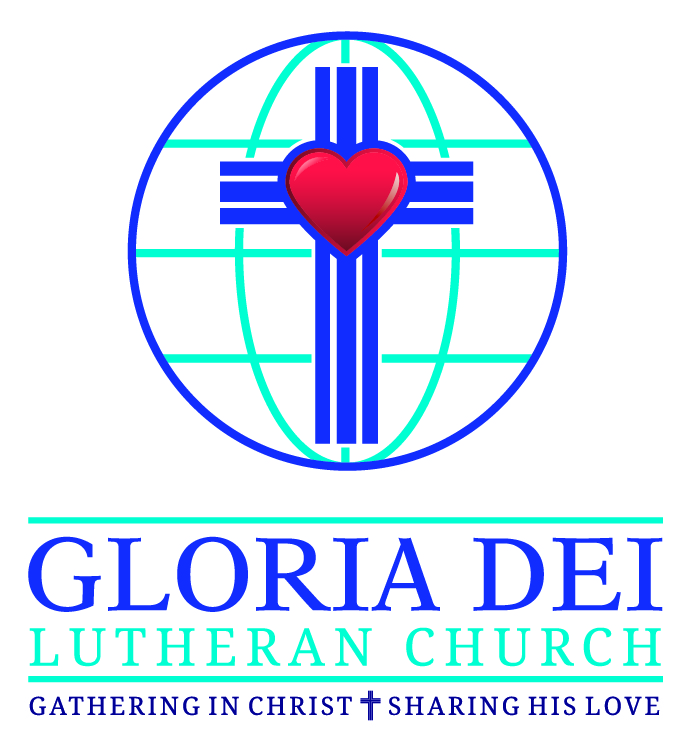 GLORIA DEI
LUTHERAN CHURCH
GATHERING IN CHRIST ✝ SHARING HIS LOVE